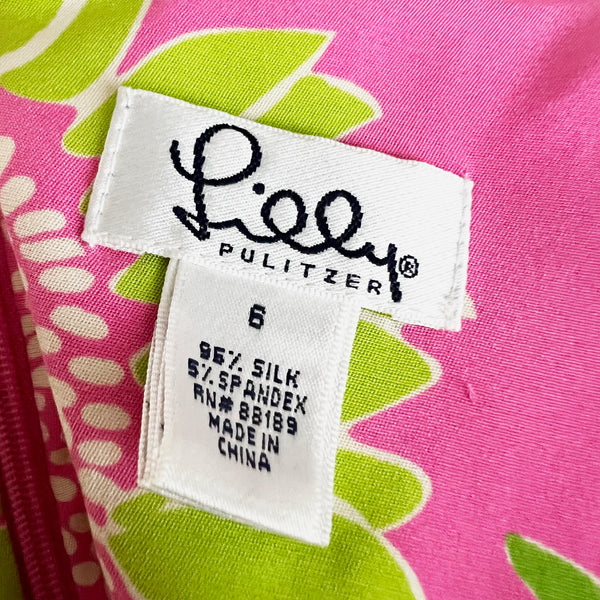 Lilly®
PULITZER
6
95% SILK
5% SPANDEX
RN# 88189
MADE IN
CHINA